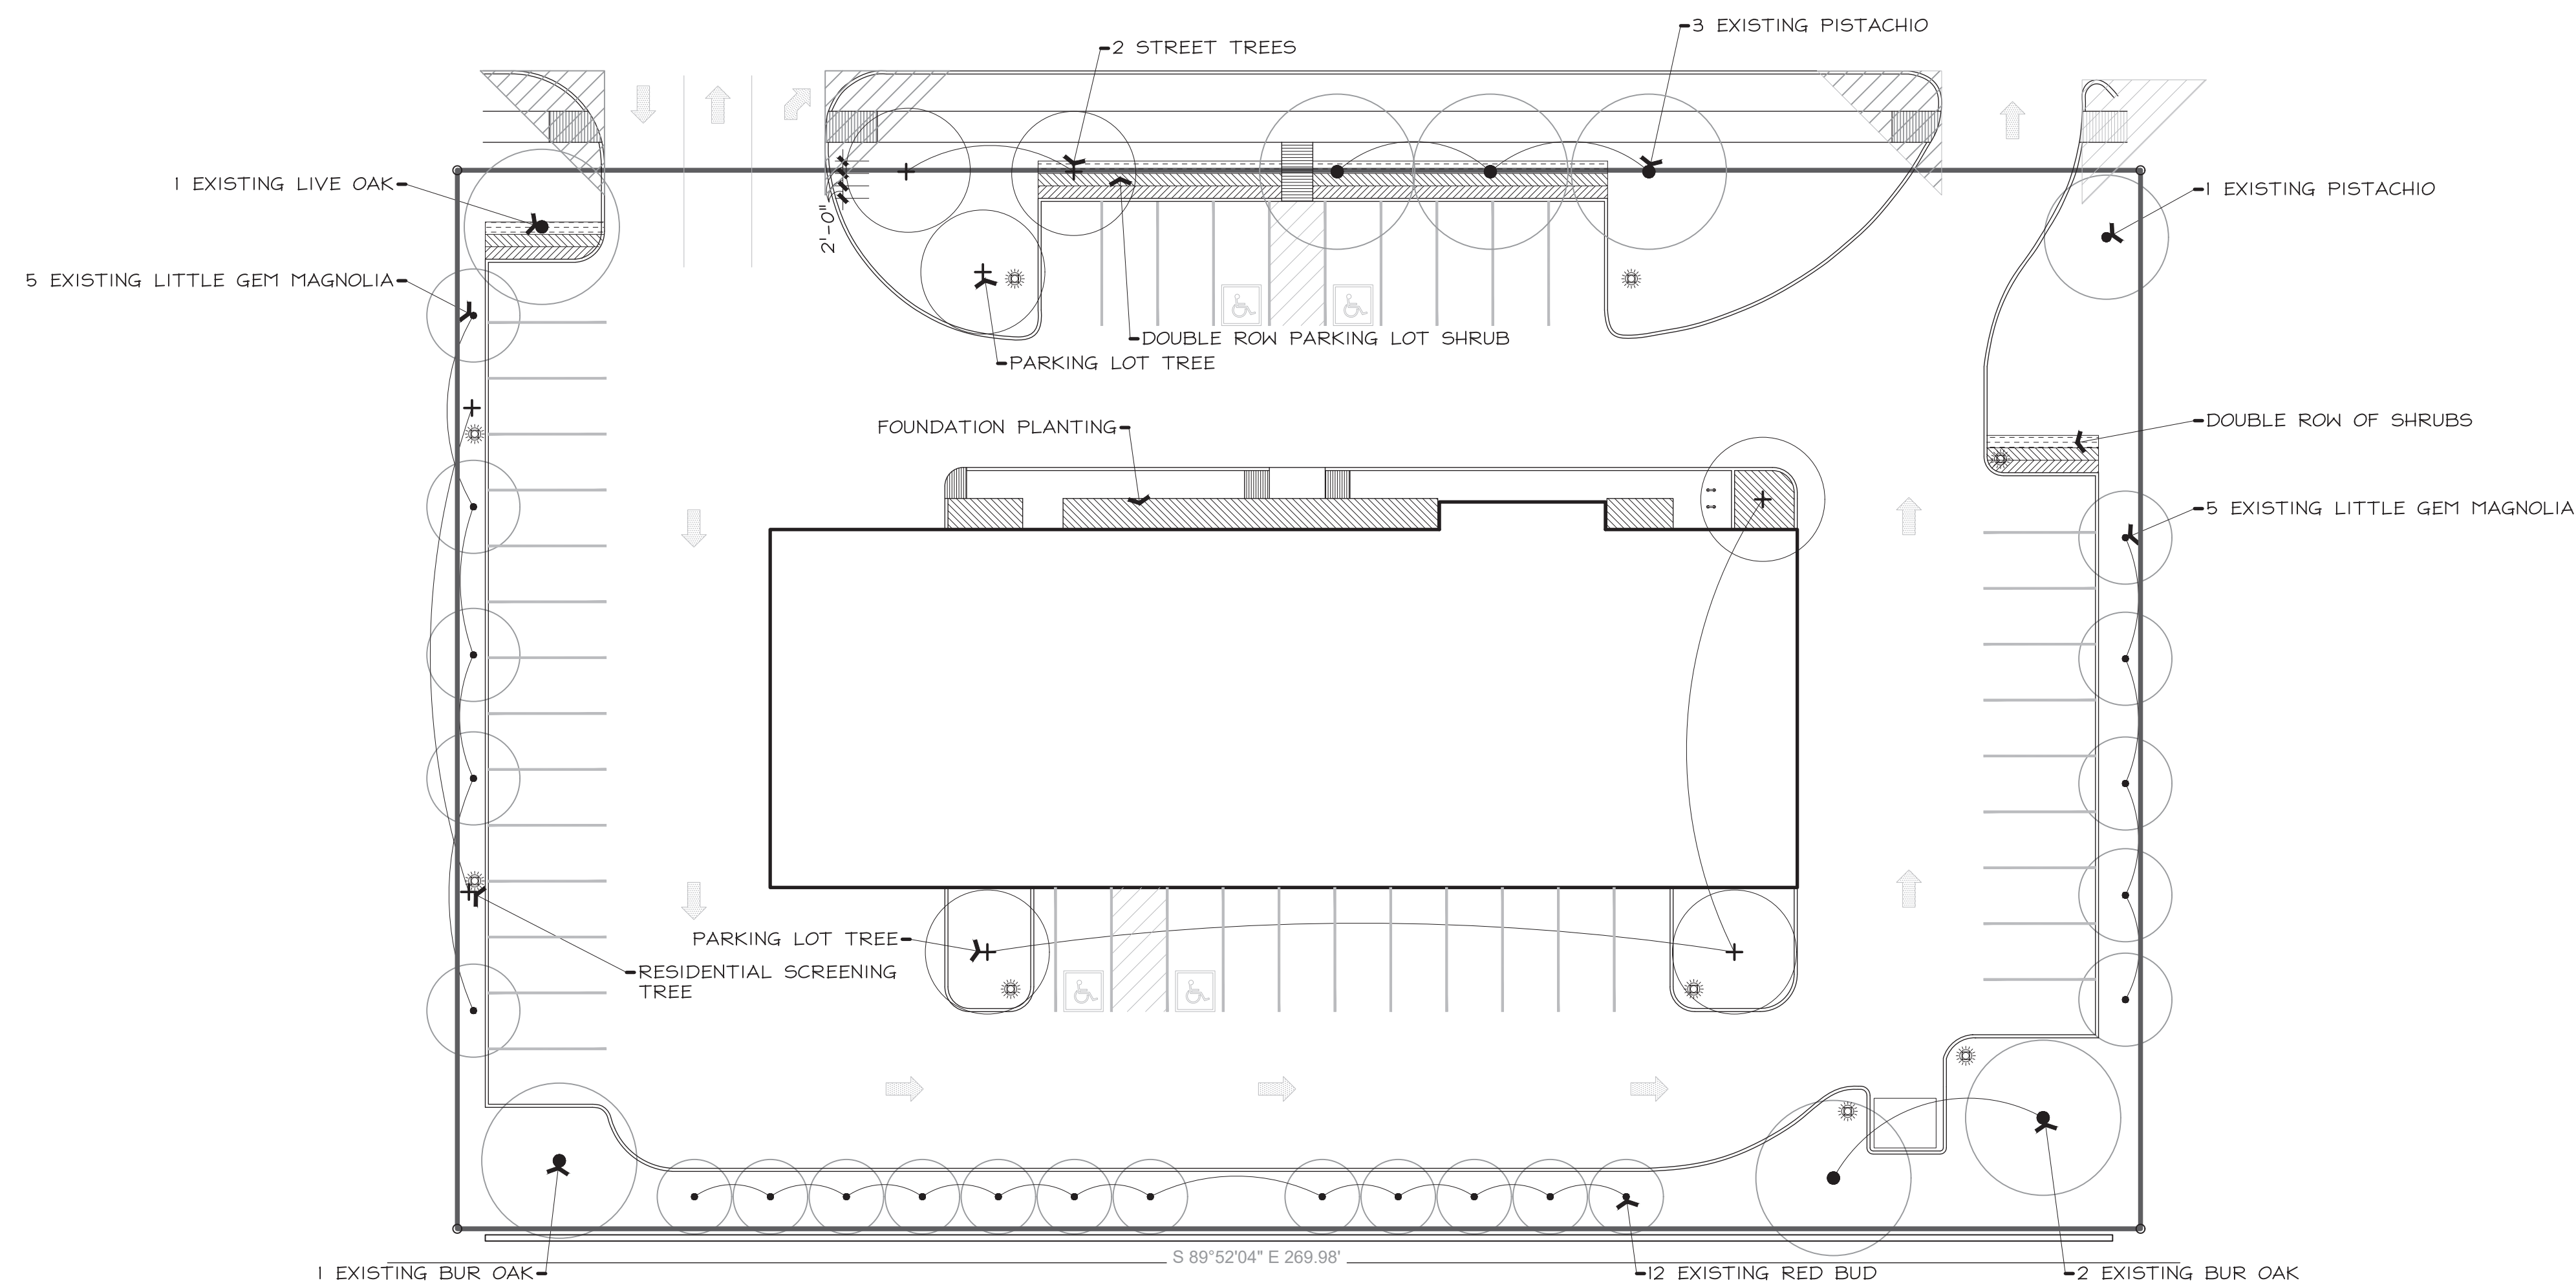 3 EXISTING PISTACHIO
2 STREET TREES
1 EXISTING LIVE OAK
1 EXISTING PISTACHIO
2'-0"
5 EXISTING LITTLE GEM MAGNOLIA
DOUBLE ROW PARKING LOT SHRUB
PARKING LOT TREE
DOUBLE ROW OF SHRUBS
FOUNDATION PLANTING
5 EXISTING LITTLE GEM MAGNOLIA
PARKING LOT TREE
RESIDENTIAL SCREENING
TREE
S 89°52'04" E 269.98'
1 EXISTING BUR OAK
12 EXISTING RED BUD
2 EXISTING BUR OAK